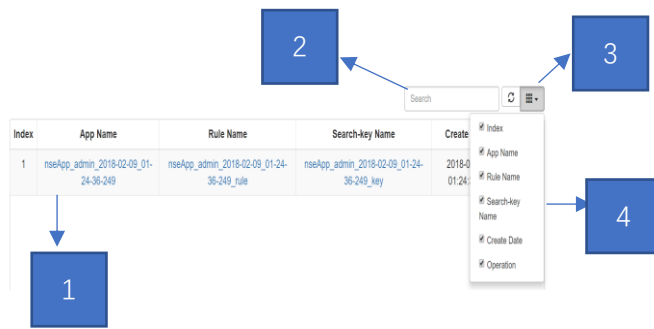 2
3
Search
Index App Name Rule Name Search-key Name Create
Index
1 nseApp_admin_2018-02-09_01- nseApp_admin_2018-02-09_01-24- nseApp_admin_2018-02-09_01-24- 2018-0
App Name
24-36-249 36-249_rule 36-249_key 01:24:
Rule Name
Search-key
Name
4
Create Date
Operation
1